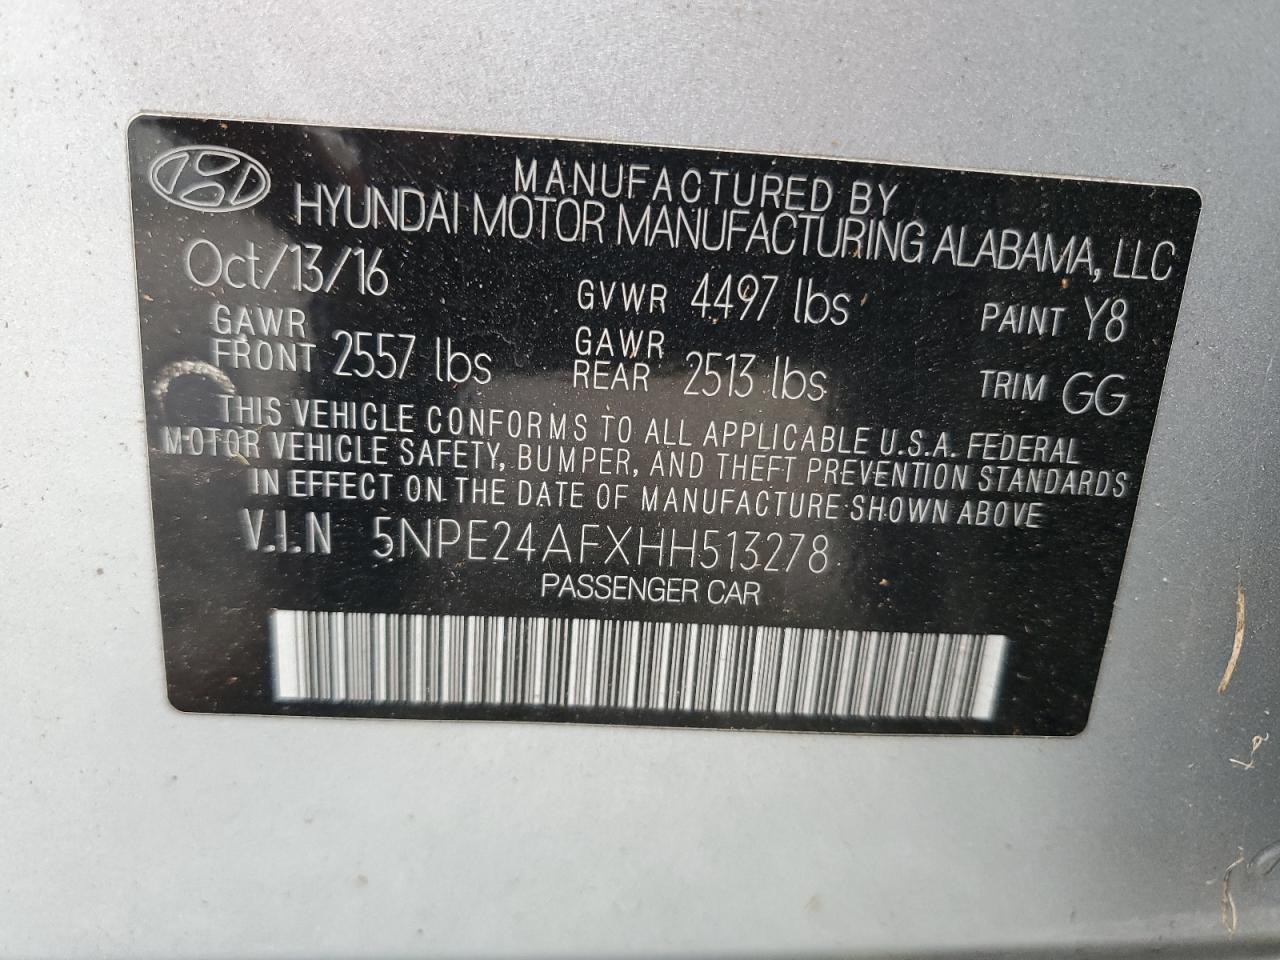 MANUFACTURED BY
HYUNDAI MOTOR MANUFACTURING ALABAMA, LLC
Oct/13/16 GVWR 4497 lbs PAINT Y8
GAWR FRONT 2557 lbs GAWR REAR 2513 lbs TRIM GG
THIS VEHICLE CONFORMS TO ALL APPLICABLE U.S.A. FEDERAL
MOTOR VEHICLE SAFETY, BUMPER, AND THEFT PREVENTION STANDARDS
IN EFFECT ON THE DATE OF MANUFACTURE SHOWN ABOVE
V.I.N 5NPE24AFXHH513278
PASSENGER CAR